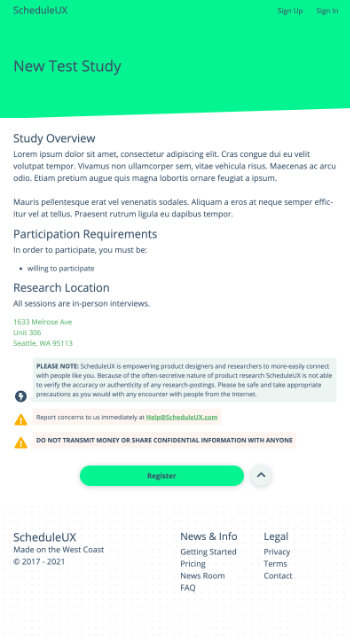 ScheduleUX
Sign Up
Sign In
New Test Study
Study Overview
Lorem ipsum dolor sit amet, consectetur adipiscing elit. Cras congue dui eu velit
volutpat tempor. Vivamus non ullamcorper sem, vitae vehicula risus. Maecenas ac arcu
odio. Etiam pretium augue quis magna lobortis ornare feugiat a ipsum.
Mauris pellentesque erat vel venenatis sodales. Aliquam a eros at neque semper effic-
itur vel at tellus. Praesent rutrum ligula eu dapibus tempor.
Participation Requirements
In order to participate, you must be:
• willing to participate
Research Location
All sessions are in-person interviews.
1633 Melrose Ave
Unit 306
Seattle, WA 95113
PLEASE NOTE: ScheduleUX is empowering product designers and researchers to more-easily connect
with people like you. Because of the often-secretive nature of product research ScheduleUX is not able
to verify the accuracy or authenticity of any research-postings. Please be safe and take appropriate
precautions as you would with any encounter with people from the Internet.
Report concerns to us immediately at Help@ScheduleUX.com
DO NOT TRANSMIT MONEY OR SHARE CONFIDENTIAL INFORMATION WITH ANYONE
Register
ScheduleUX
Made on the West Coast
© 2017 - 2021
News & Info
Getting Started
Pricing
News Room
FAQ
Legal
Privacy
Terms
Contact